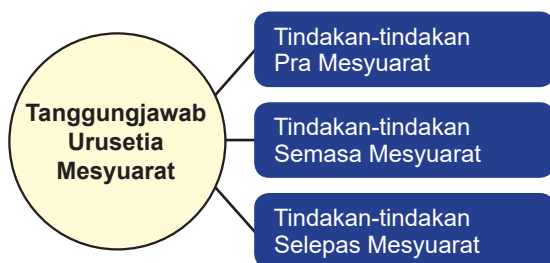 Tanggungjawab
Urusetia
Mesyuarat
Tindakan-tindakan
Pra Mesyuarat
Tindakan-tindakan
Semasa Mesyuarat
Tindakan-tindakan
Selepas Mesyuarat